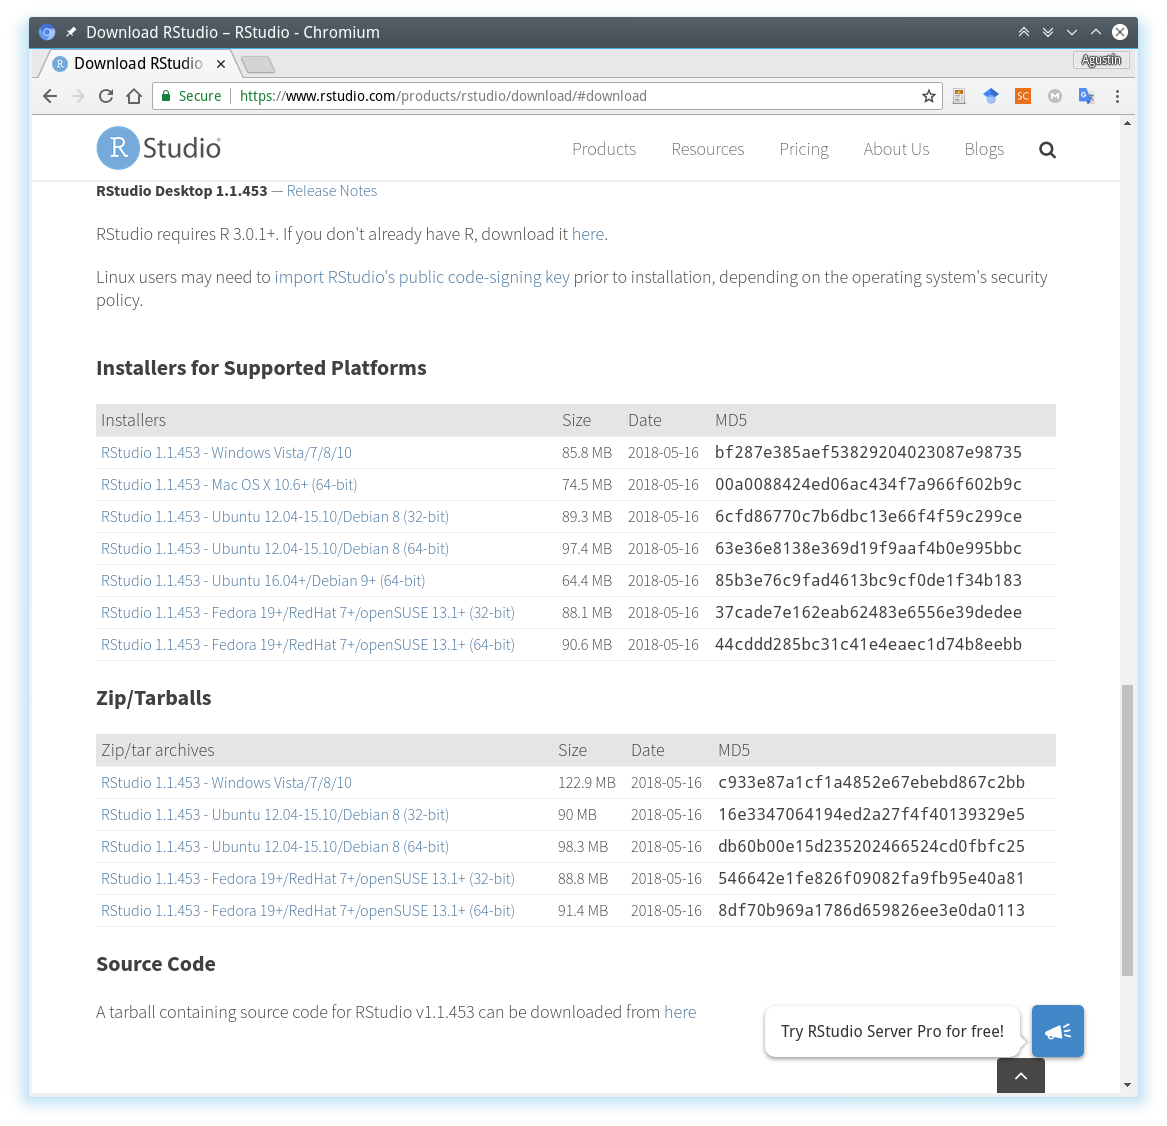 Download RStudio – RStudio - Chromium
Download RStudio
Agustín
Secure https://www.rstudio.com/products/rstudio/download/#download
SC M G
R Studio Products Resources Pricing About Us Blogs
RStudio Desktop 1.1.453 — Release Notes
RStudio requires R 3.0.1+. If you don't already have R, download it here.
Linux users may need to import RStudio's public code-signing key prior to installation, depending on the operating system's security
policy.
Installers for Supported Platforms
Installers Size Date MD5
RStudio 1.1.453 - Windows Vista/7/8/10 85.8 MB 2018-05-16 bf287e385aef53829204023087e98735
RStudio 1.1.453 - Mac OS X 10.6+ (64-bit) 74.5 MB 2018-05-16 00a0088424ed06ac434f7a966f602b9c
RStudio 1.1.453 - Ubuntu 12.04-15.10/Debian 8 (32-bit) 89.3 MB 2018-05-16 6cfd86770c7b6dbc13e66f4f59c299ce
RStudio 1.1.453 - Ubuntu 12.04-15.10/Debian 8 (64-bit) 97.4 MB 2018-05-16 63e36e8138e369d19f9aaf4b0e995bbc
RStudio 1.1.453 - Ubuntu 16.04+/Debian 9+ (64-bit) 64.4 MB 2018-05-16 85b3e76c9fad4613bc9cf0de1f34b183
RStudio 1.1.453 - Fedora 19+/RedHat 7+/openSUSE 13.1+ (32-bit) 88.1 MB 2018-05-16 37cade7e162eab62483e6556e39dedee
RStudio 1.1.453 - Fedora 19+/RedHat 7+/openSUSE 13.1+ (64-bit) 90.6 MB 2018-05-16 44cddd285bc31c41e4eaec1d74b8eebb
Zip/Tarballs
Zip/tar archives Size Date MD5
RStudio 1.1.453 - Windows Vista/7/8/10 122.9 MB 2018-05-16 c933e87a1cf1a4852e67ebebd867c2bb
RStudio 1.1.453 - Ubuntu 12.04-15.10/Debian 8 (32-bit) 90 MB 2018-05-16 16e3347064194ed2a27f4f40139329e5
RStudio 1.1.453 - Ubuntu 12.04-15.10/Debian 8 (64-bit) 98.3 MB 2018-05-16 db60b00e15d235202466524cd0fbfc25
RStudio 1.1.453 - Fedora 19+/RedHat 7+/openSUSE 13.1+ (32-bit) 88.8 MB 2018-05-16 546642e1fe826f09082fa9fb95e40a81
RStudio 1.1.453 - Fedora 19+/RedHat 7+/openSUSE 13.1+ (64-bit) 91.4 MB 2018-05-16 8df70b969a1786d659826ee3e0da0113
Source Code
A tarball containing source code for RStudio v1.1.453 can be downloaded from here
Try RStudio Server Pro for free!